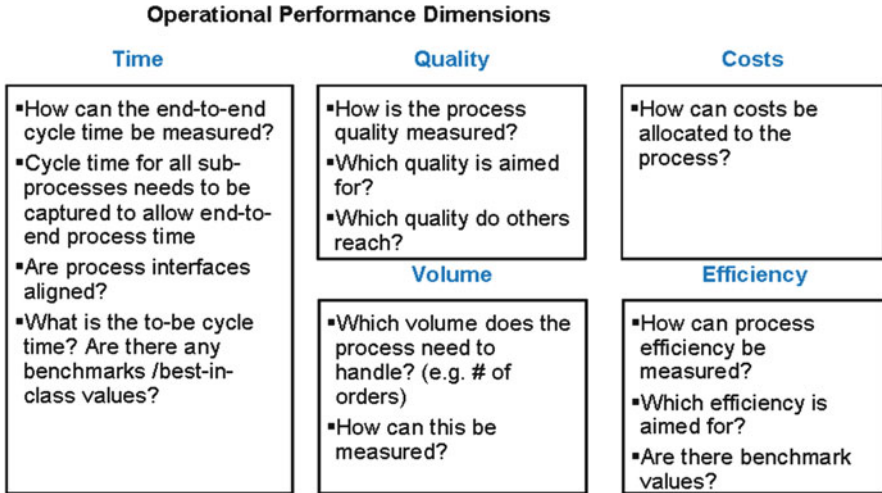 Operational Performance Dimensions
Time
▪How can the end-to-end
cycle time be measured?
▪Cycle time for all sub-
processes needs to be
captured to allow end-to-
end process time
▪Are process interfaces
aligned?
▪What is the to-be cycle
time? Are there any
benchmarks /best-in-
class values?
Quality
▪How is the process
quality measured?
▪Which quality is aimed
for?
▪Which quality do others
reach?
Costs
▪How can costs be
allocated to the
process?
Volume
▪Which volume does the
process need to
handle? (e.g. # of
orders)
▪How can this be
measured?
Efficiency
▪How can process
efficiency be
measured?
▪Which efficiency is
aimed for?
▪Are there benchmark
values?